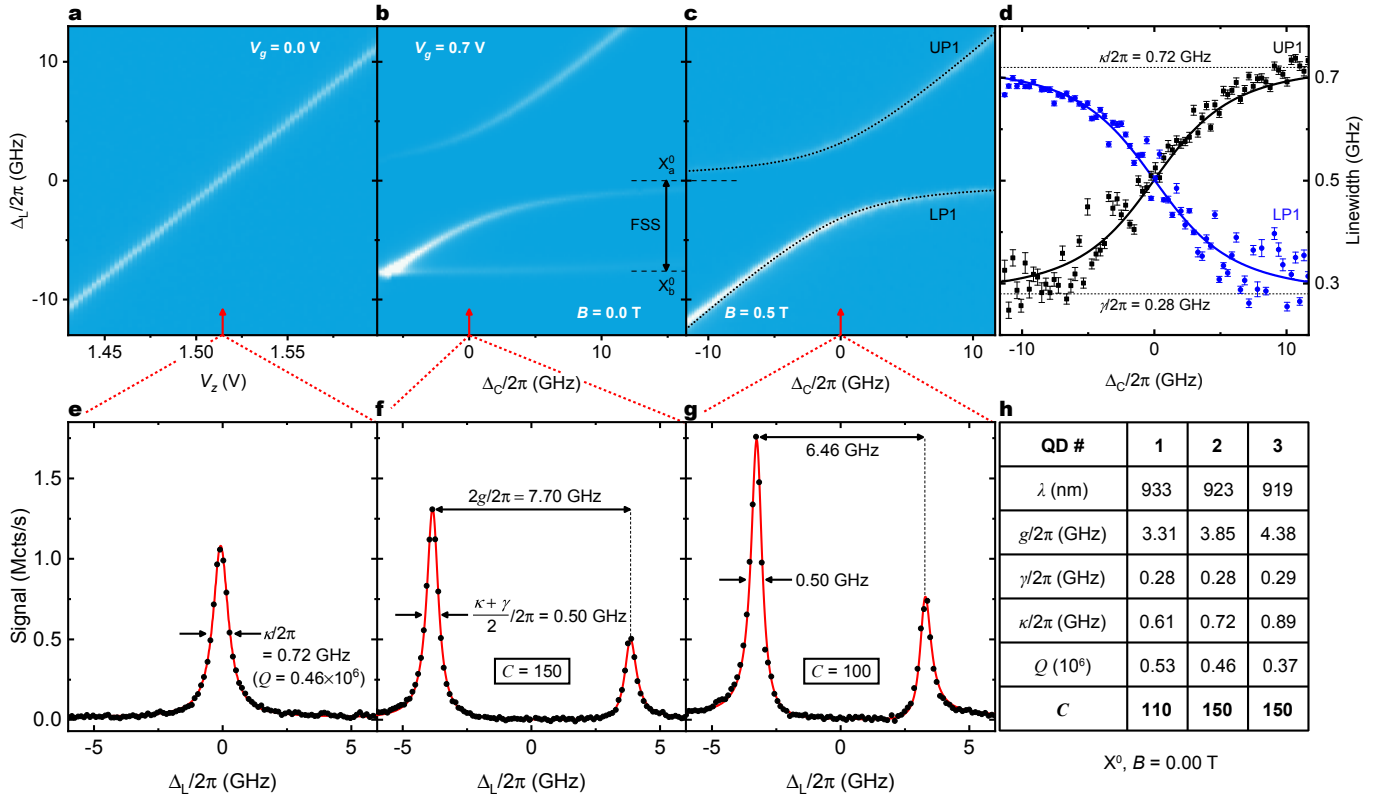 a
V_g = 0.0 V
Δ_L/2π (GHz)
10
0
-10
1.45
1.50
1.55
V_z (V)
b
V_g = 0.7 V
X_a^0
FSS
X_b^0
B = 0.0 T
0
10
Δ_C/2π (GHz)
c
UP1
LP1
B = 0.5 T
-10
0
10
Δ_C/2π (GHz)
d
UP1
κ/2π = 0.72 GHz
LP1
γ/2π = 0.28 GHz
0.7
0.5
0.3
Linewidth (GHz)
-10
-5
0
5
10
Δ_C/2π (GHz)
e
Signal (Mcts/s)
1.5
1.0
0.5
0.0
κ/2π
= 0.72 GHz
(Q = 0.46×10⁶)
-5
0
5
Δ_L/2π (GHz)
f
2g/2π = 7.70 GHz
(κ + γ)/2 /2π = 0.50 GHz
C = 150
-5
0
5
Δ_L/2π (GHz)
g
6.46 GHz
0.50 GHz
C = 100
-5
0
5
Δ_L/2π (GHz)
h
QD # 1 2 3
λ (nm) 933 923 919
g/2π (GHz) 3.31 3.85 4.38
γ/2π (GHz) 0.28 0.28 0.29
κ/2π (GHz) 0.61 0.72 0.89
Q (10⁶) 0.53 0.46 0.37
C 110 150 150
X⁰, B = 0.00 T